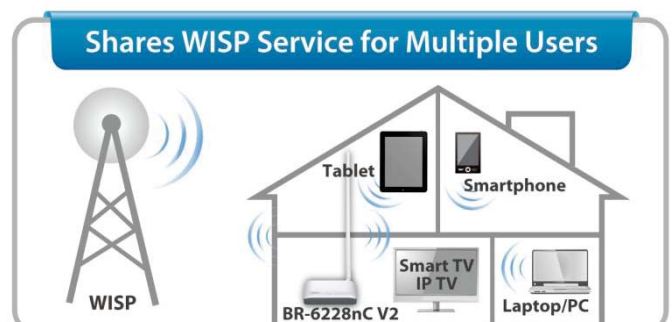 Shares WISP Service for Multiple Users
Tablet
Smartphone
Smart TV
IP TV
WISP
BR-6228nC V2
Laptop/PC